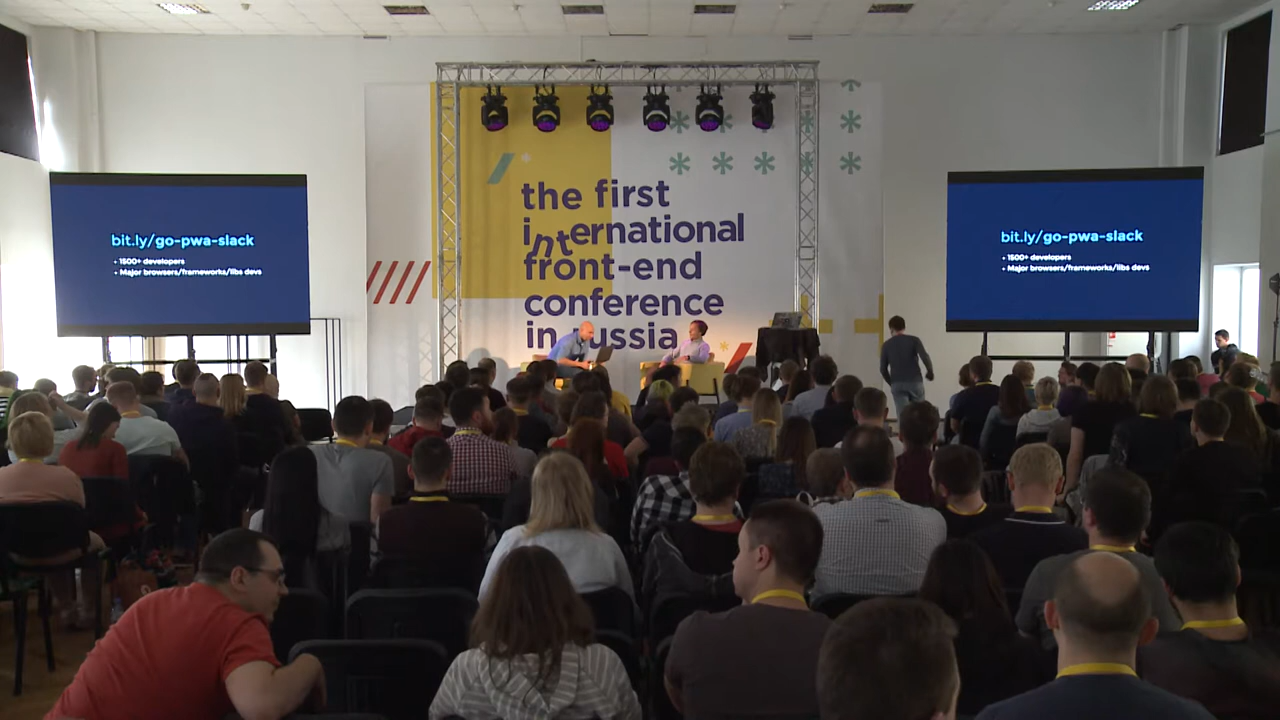 bit.ly/go-pwa-slack
• 1500+ developers
• Major browsers/frameworks/libs devs
the first
international
front-end
conference
in russia
bit.ly/go-pwa-slack
• 1500+ developers
• Major browsers/frameworks/libs devs